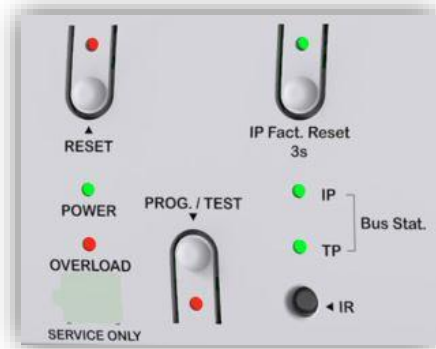 ▲
RESET
IP Fact. Reset
3s
POWER
PROG. / TEST
▼
IP
Bus Stat.
OVERLOAD
TP
◄ IR
SERVICE ONLY